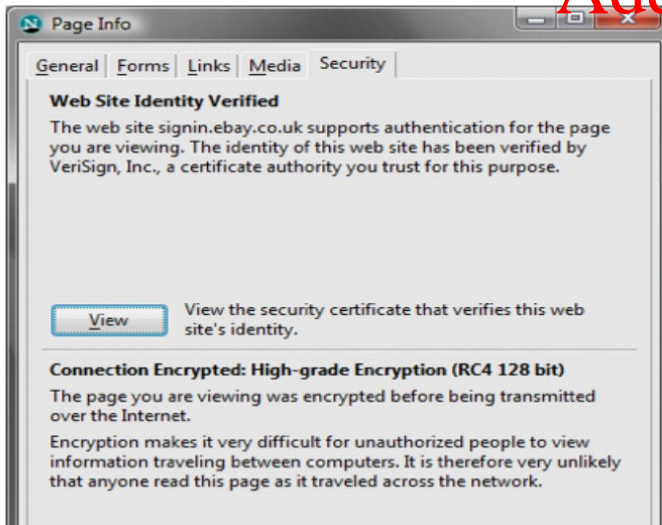 Page Info
General Forms Links Media Security
Web Site Identity Verified
The web site signin.ebay.co.uk supports authentication for the page
you are viewing. The identity of this web site has been verified by
VeriSign, Inc., a certificate authority you trust for this purpose.
View
View the security certificate that verifies this web
site's identity.
Connection Encrypted: High-grade Encryption (RC4 128 bit)
The page you are viewing was encrypted before being transmitted
over the Internet.
Encryption makes it very difficult for unauthorized people to view
information traveling between computers. It is therefore very unlikely
that anyone read this page as it traveled across the network.